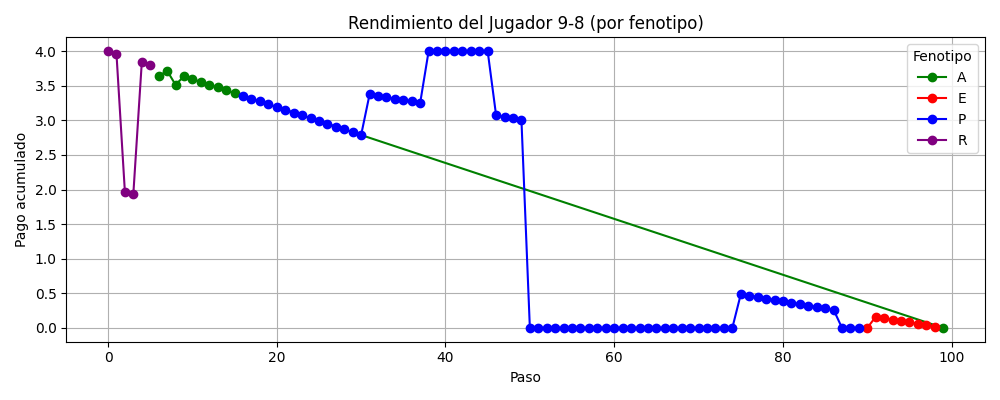 Rendimiento del Jugador 9-8 (por fenotipo)
Pago acumulado
4.0
3.5
3.0
2.5
2.0
1.5
1.0
0.5
0.0
0
20
40
60
80
100
Paso
Fenotipo
A
E
P
R